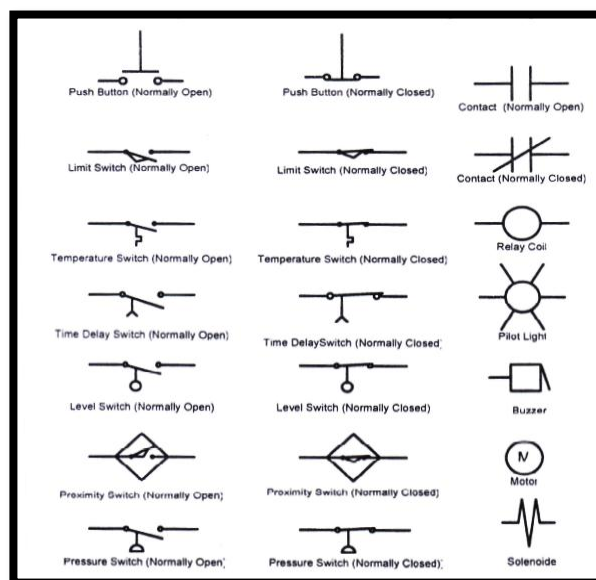 Push Button (Normally Open)
Push Button (Normally Closed)
Contact (Normally Open)
Limit Switch (Normally Open)
Limit Switch (Normally Closed)
Contact (Normally Closed)
Temperature Switch (Normally Open)
Temperature Switch (Normally Closed)
Relay Coil
Time Delay Switch (Normally Open)
Time DelaySwitch (Normally Closed)
Pilot Light
Level Switch (Normally Open)
Level Switch (Normally Closed)
Buzzer
M
Proximity Switch (Normally Open)
Proximity Switch (Normally Closed)
Motor
Pressure Switch (Normally Open)
Pressure Switch (Normally Closed)
Solenoide